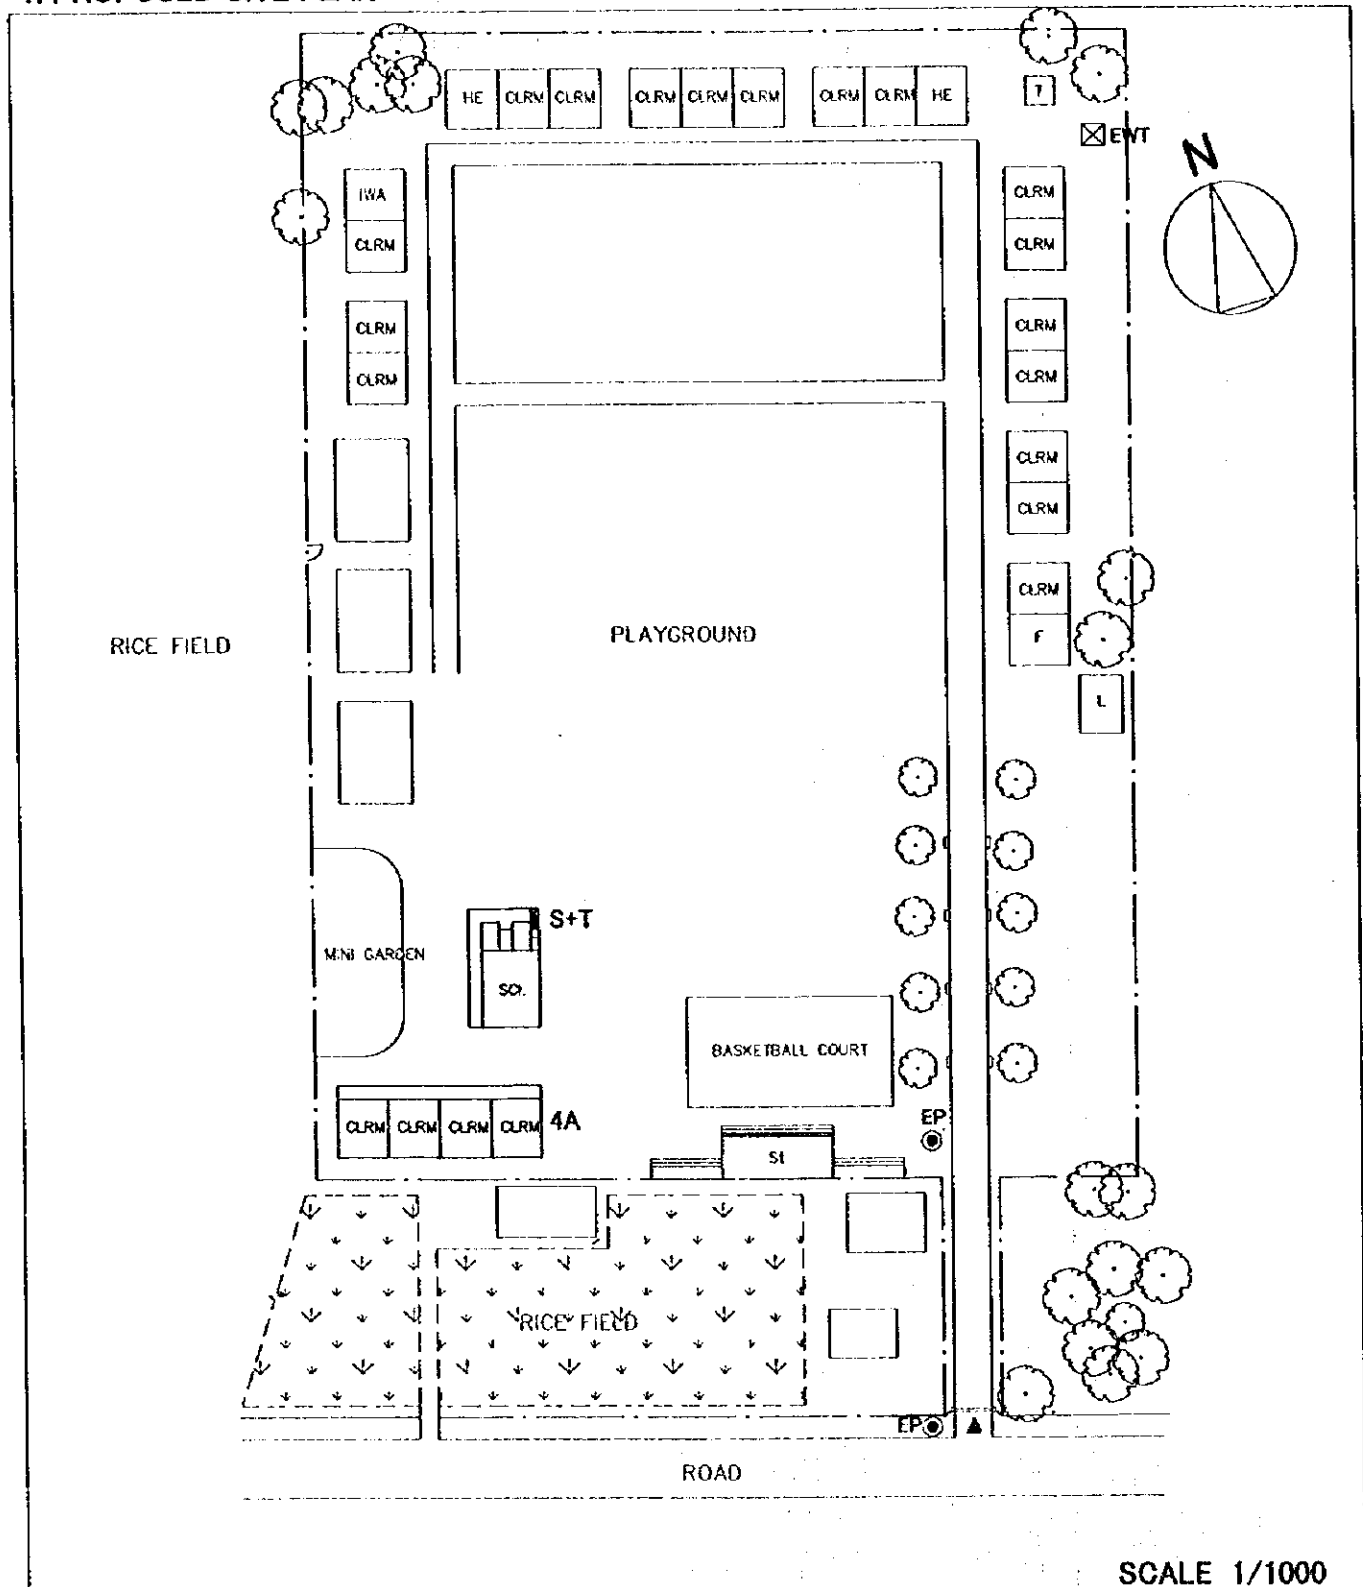 HE CLRM CLRM CLRM CLRM CLRM CLRM CLRM HE
T
EWT
N
IWA
CLRM
CLRM
CLRM
CLRM
CLRM
CLRM
CLRM
CLRM
CLRM
CLRM
F
L
RICE FIELD
PLAYGROUND
S+T
MINI GARDEN
SCI.
BASKETBALL COURT
CLRM CLRM CLRM CLRM 4A
EP
St
RICE FIELD
EP
ROAD
SCALE 1/1000